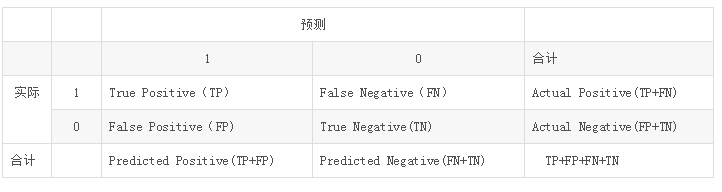 预测
1 0 合计
实际 1 True Positive（TP) False Negative（FN) Actual Positive(TP+FN)
0 False Positive（FP) True Negative(TN) Actual Negative(FP+TN)
合计 Predicted Positive(TP+FP) Predicted Negative(FN+TN) TP+FP+FN+TN